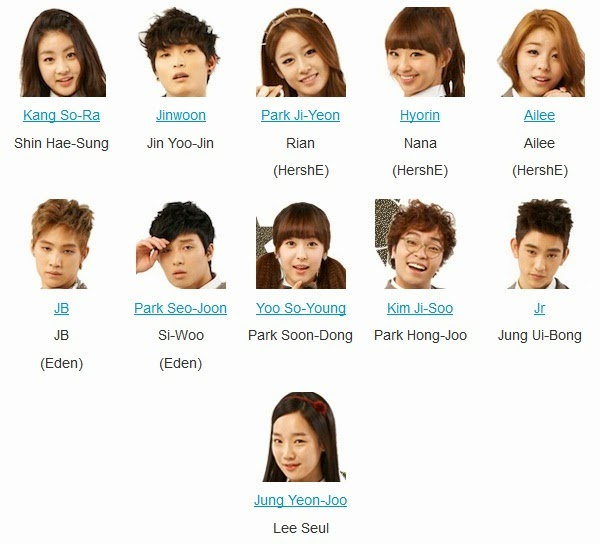 Kang So-Ra Jinwoon Park Ji-Yeon Hyorin Ailee
Shin Hae-Sung Jin Yoo-Jin Rian Nana Ailee
(HershE) (HershE) (HershE)
JB Park Seo-Joon Yoo So-Young Kim Ji-Soo Jr
JB Si-Woo Park Soon-Dong Park Hong-Joo Jung Ui-Bong
(Eden) (Eden)
Jung Yeon-Joo
Lee Seul